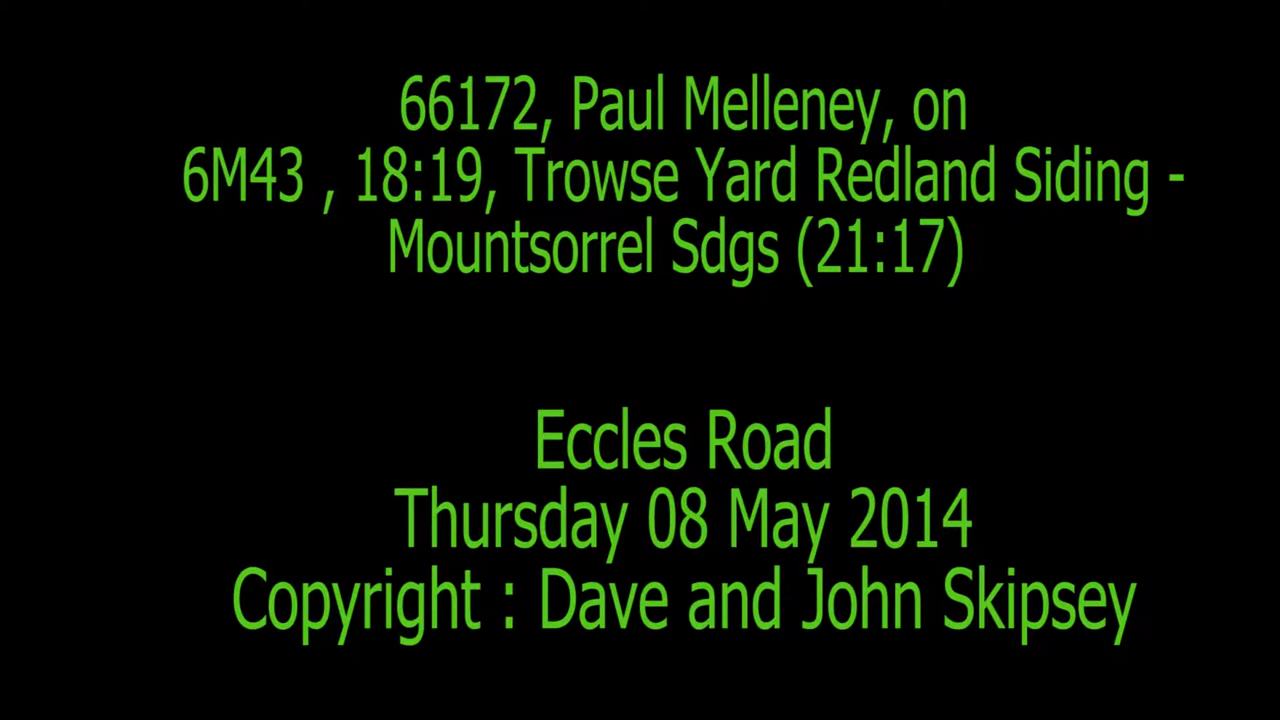 66172, Paul Melleney, on
6M43 , 18:19, Trowse Yard Redland Siding -
Mountsorrel Sdgs (21:17)
Eccles Road
Thursday 08 May 2014
Copyright : Dave and John Skipsey